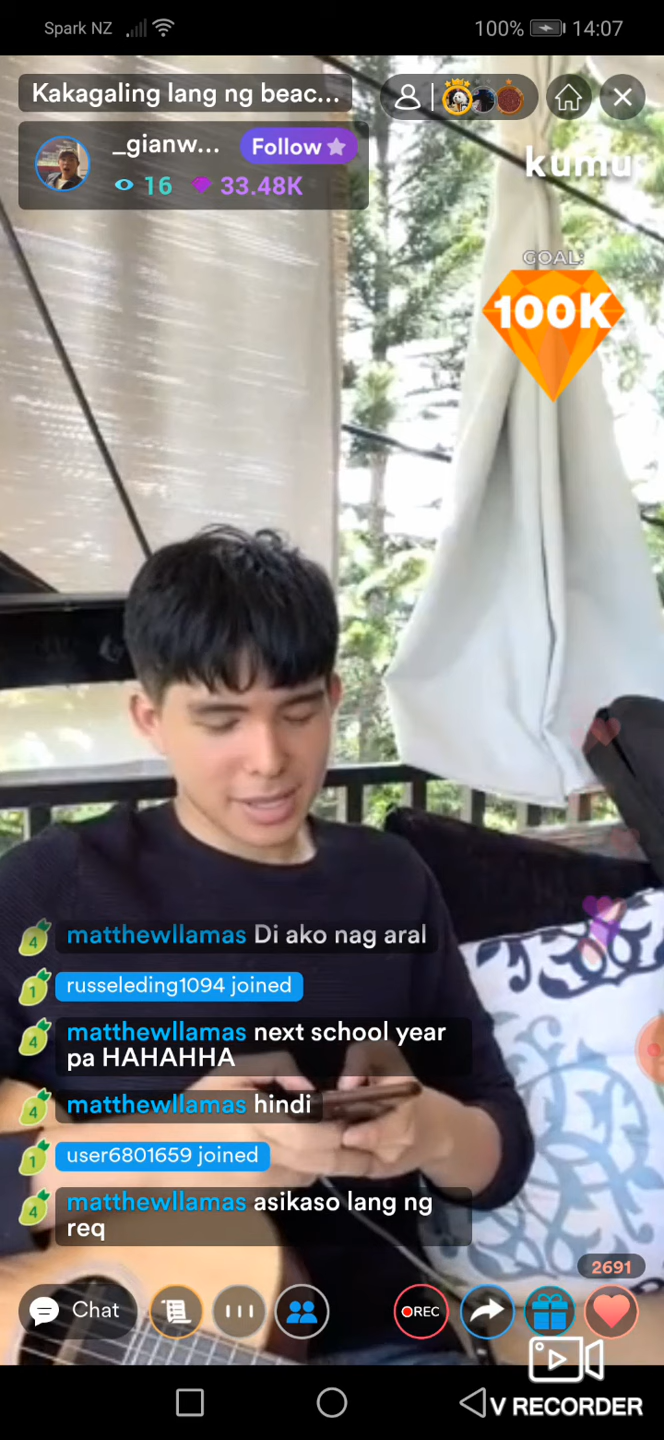 Spark NZ 100% 14:07
Kakagaling lang ng beac...
_gianw... Follow
16 33.48K
kumu
GOAL:
100K
4 matthewllamas Di ako nag aral
1 russeleding1094 joined
4 matthewllamas next school year
pa HAHAHHA
4 matthewllamas hindi
1 user6801659 joined
4 matthewllamas asikaso lang ng
req
2691
Chat REC
V RECORDER